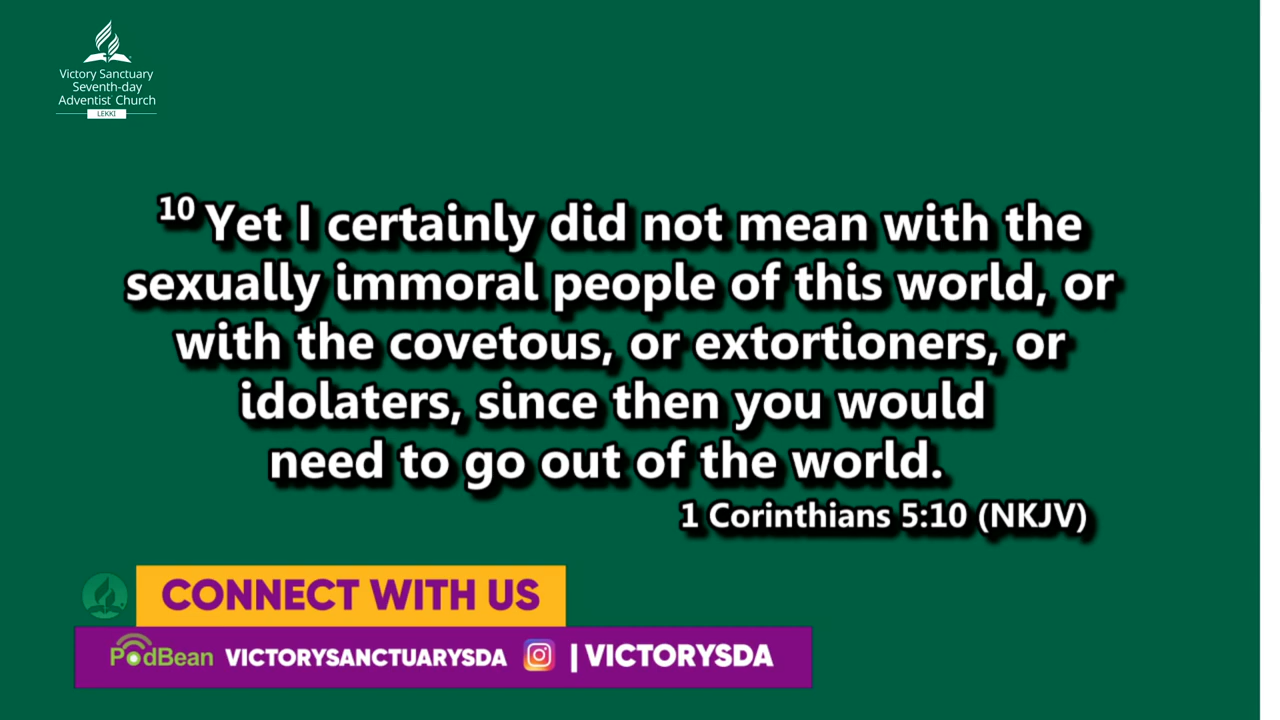 Victory Sanctuary
Seventh-day
Adventist Church
LEKKI
10 Yet I certainly did not mean with the
sexually immoral people of this world, or
with the covetous, or extortioners, or
idolaters, since then you would
need to go out of the world.
1 Corinthians 5:10 (NKJV)
CONNECT WITH US
PodBean VICTORYSANCTUARYSDA | VICTORYSDA